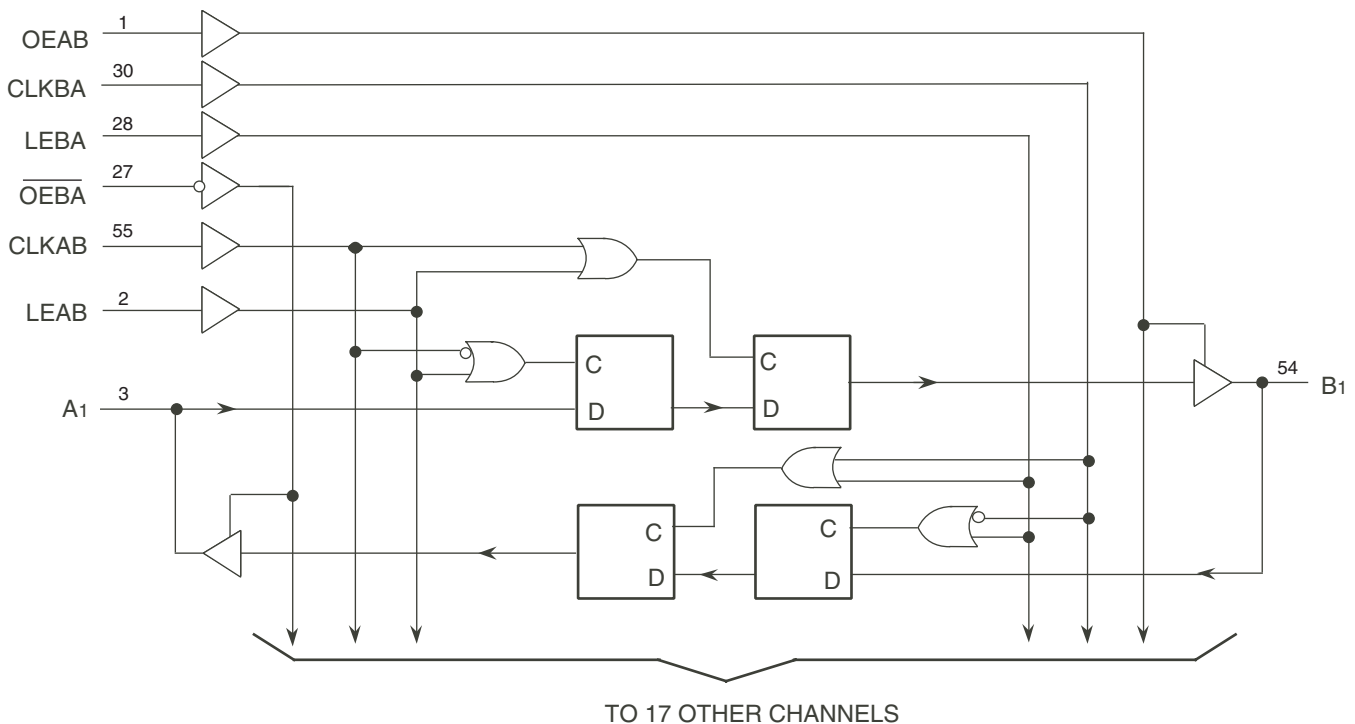 OEAB 1
CLKBA 30
LEBA 28
O̅E̅B̅A̅ 27
CLKAB 55
LEAB 2
A1 3
C
D
C
D
54 B1
C
D
C
D
TO 17 OTHER CHANNELS